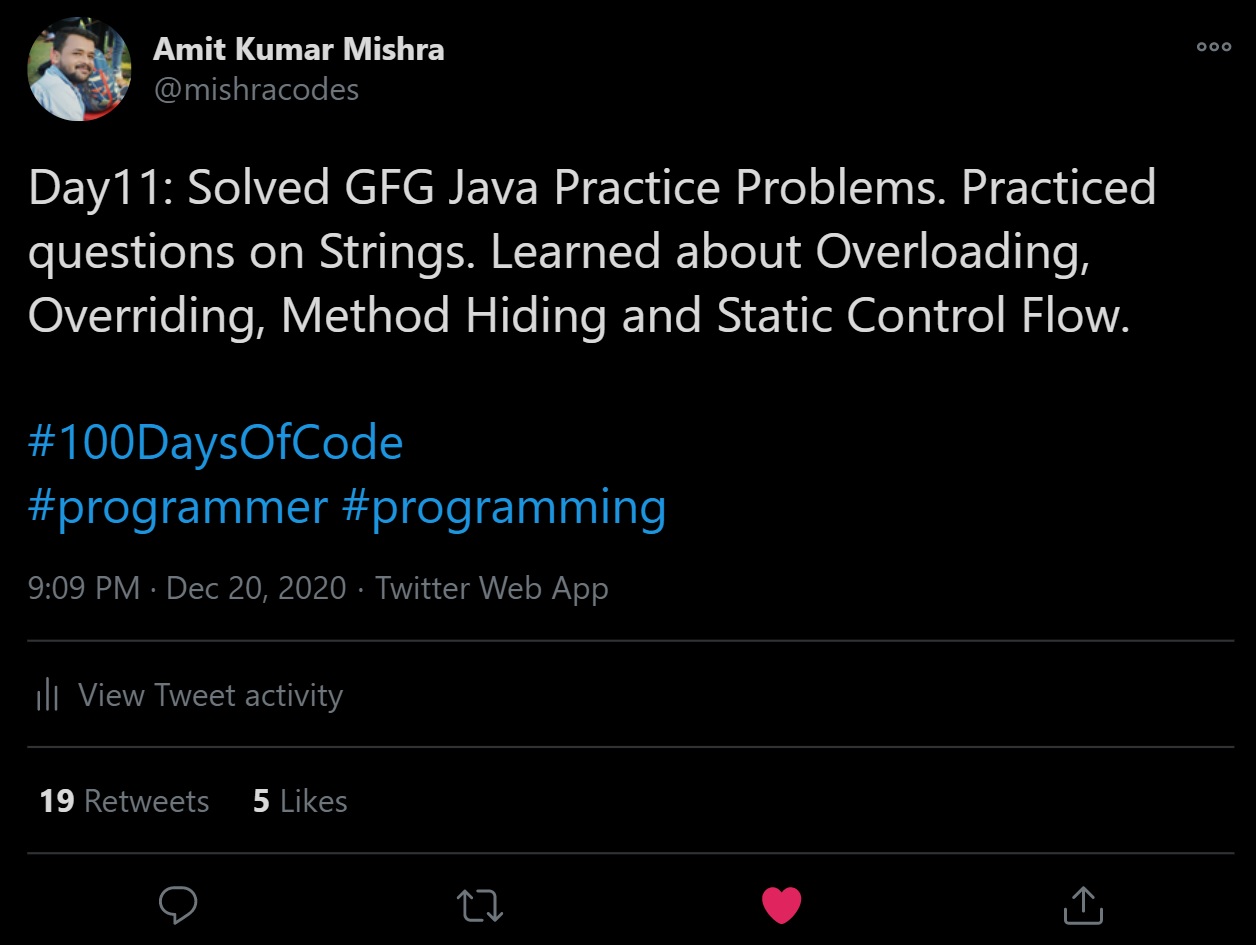 Amit Kumar Mishra
@mishracodes
Day11: Solved GFG Java Practice Problems. Practiced
questions on Strings. Learned about Overloading,
Overriding, Method Hiding and Static Control Flow.
#100DaysOfCode
#programmer #programming
9:09 PM · Dec 20, 2020 · Twitter Web App
View Tweet activity
19 Retweets 5 Likes